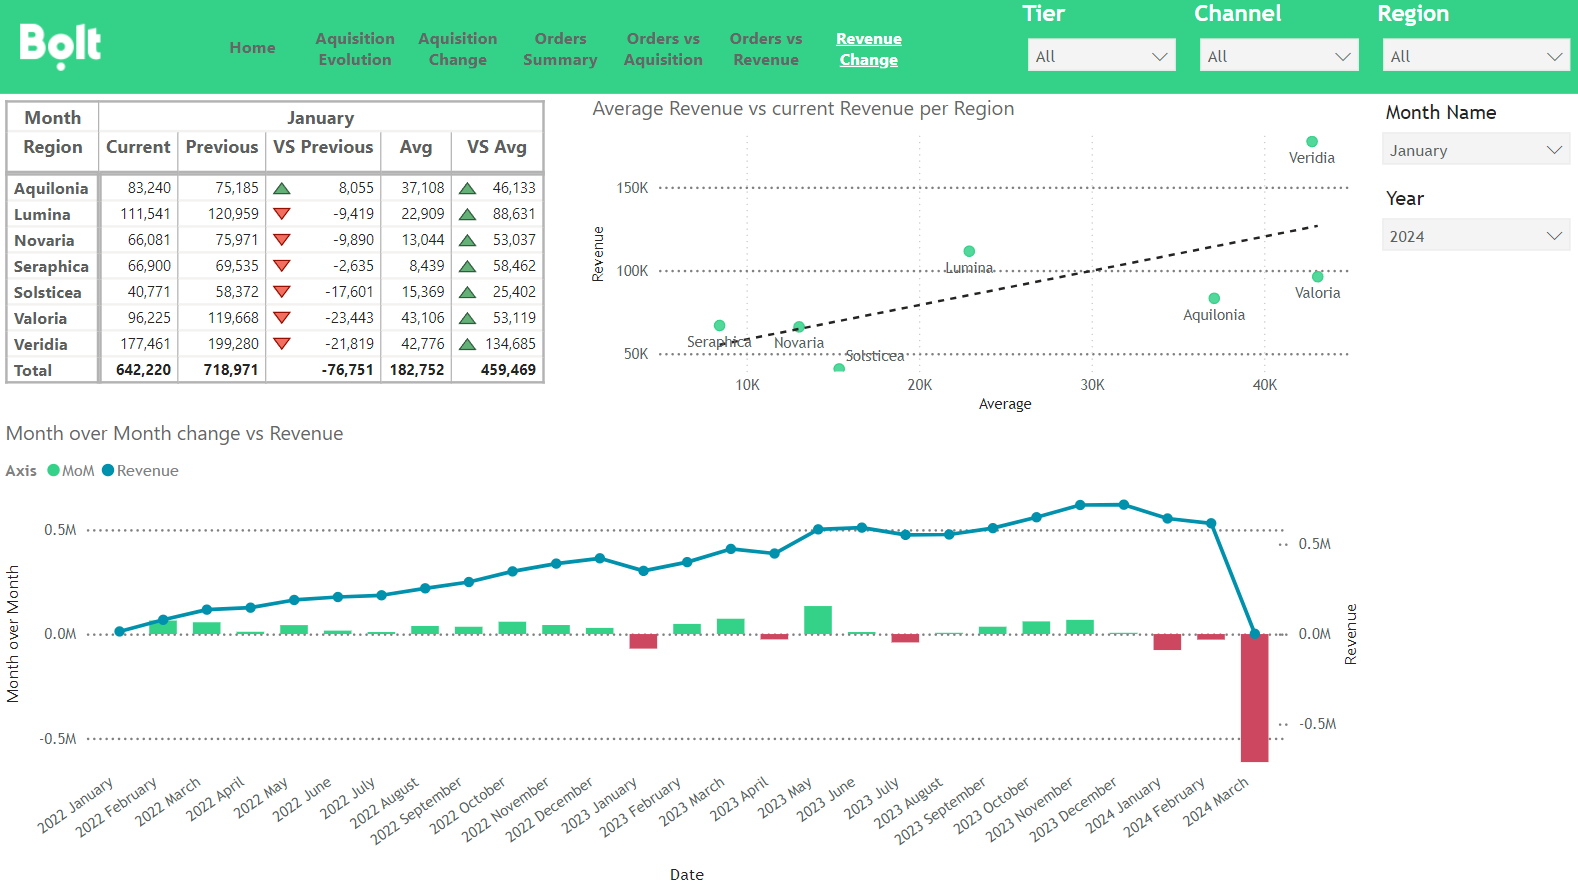 Bolt
Home
Aquisition Evolution
Aquisition Change
Orders Summary
Orders vs Aquisition
Orders vs Revenue
Revenue Change
Tier
All
Channel
All
Region
All
Month January
Region Current Previous VS Previous Avg VS Avg
Aquilonia 83,240 75,185 8,055 37,108 46,133
Lumina 111,541 120,959 -9,419 22,909 88,631
Novaria 66,081 75,971 -9,890 13,044 53,037
Seraphica 66,900 69,535 -2,635 8,439 58,462
Solsticea 40,771 58,372 -17,601 15,369 25,402
Valoria 96,225 119,668 -23,443 43,106 53,119
Veridia 177,461 199,280 -21,819 42,776 134,685
Total 642,220 718,971 -76,751 182,752 459,469
Average Revenue vs current Revenue per Region
Revenue
150K
100K
50K
Veridia
Lumina
Valoria
Aquilonia
Seraphica
Novaria
Solsticea
10K 20K 30K 40K
Average
Month Name
January
Year
2024
Month over Month change vs Revenue
Axis MoM Revenue
Month over Month
0.5M
0.0M
-0.5M
0.5M
0.0M
-0.5M
Revenue
2022 January
2022 February
2022 March
2022 April
2022 May
2022 June
2022 July
2022 August
2022 September
2022 October
2022 November
2022 December
2023 January
2023 February
2023 March
2023 April
2023 May
2023 June
2023 July
2023 August
2023 September
2023 October
2023 November
2023 December
2024 January
2024 February
2024 March
Date